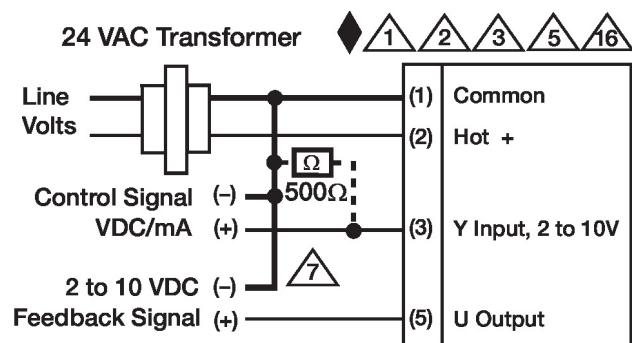 24 VAC Transformer
1 2 3 5 16
Line Volts
(1) Common
(2) Hot +
Ω
500Ω
Control Signal (-)
VDC/mA (+)
(3) Y Input, 2 to 10V
7
2 to 10 VDC (-)
Feedback Signal (+)
(5) U Output